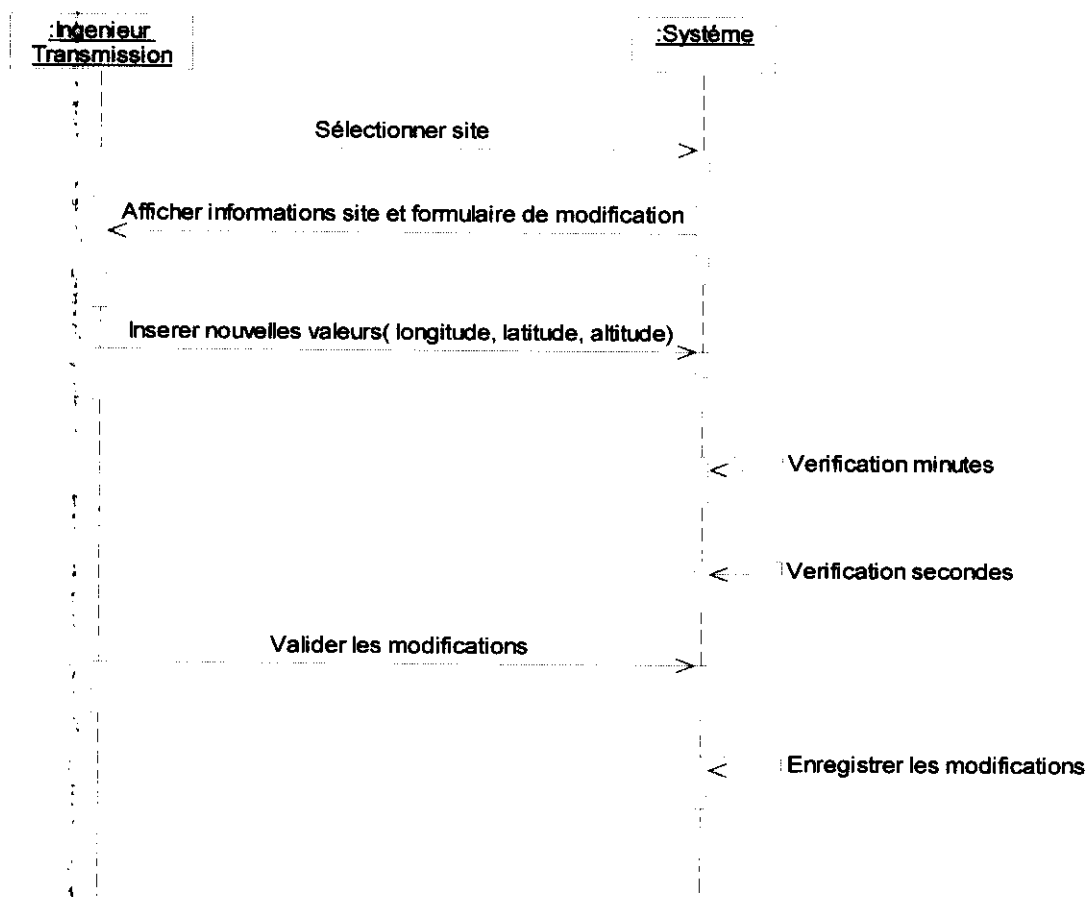 :Ingenieur
Transmission
:Systéme
Sélectionner site
Afficher informations site et formulaire de modification
Inserer nouvelles valeurs( longitude, latitude, altitude)
Verification minutes
Verification secondes
Valider les modifications
Enregistrer les modifications